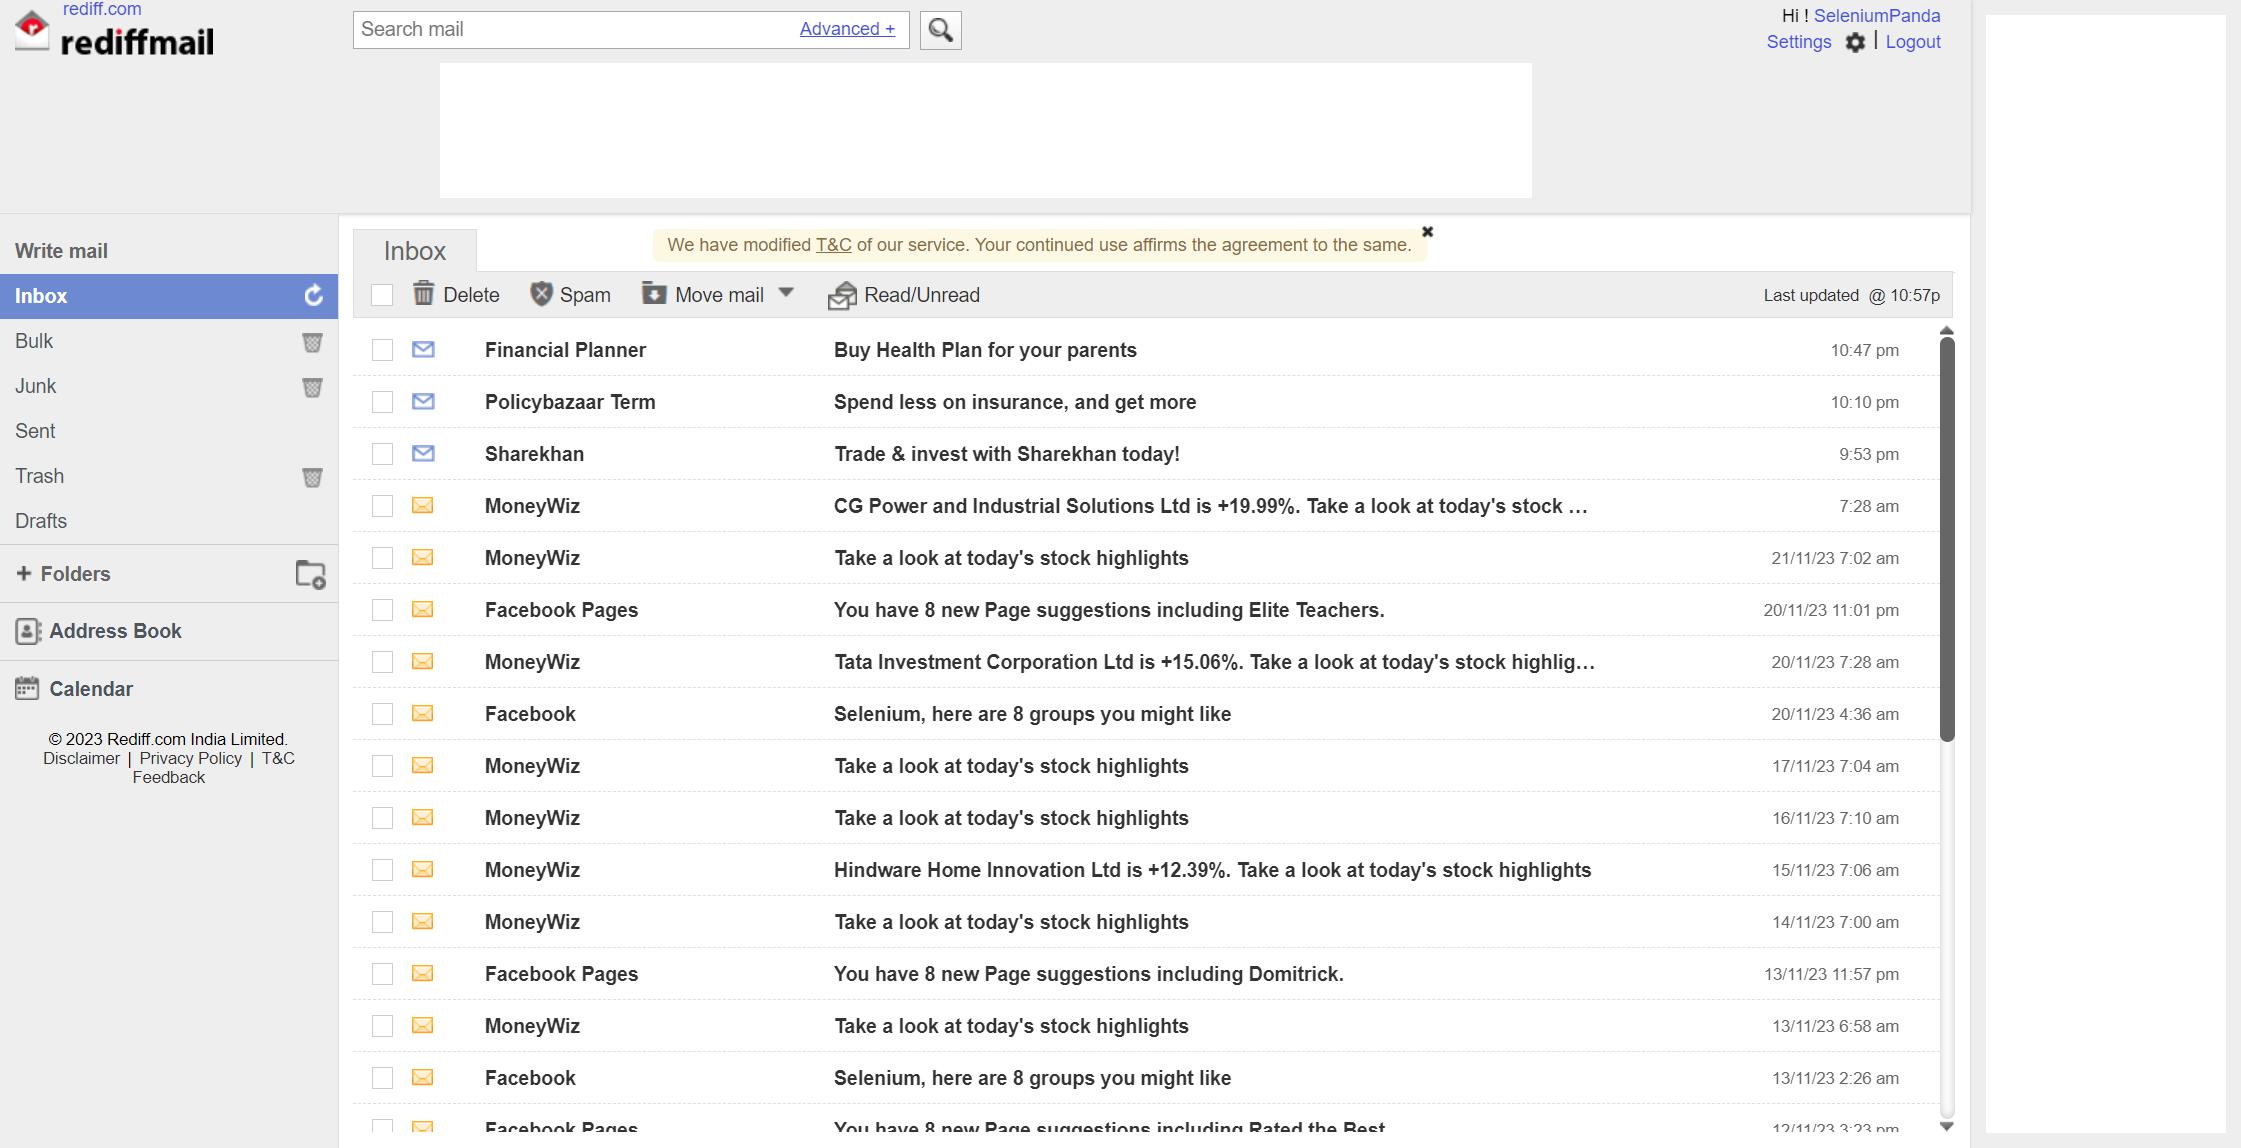 rediff.com
rediffmail
Search mail Advanced +
Hi ! SeleniumPanda
Settings | Logout
Write mail
Inbox
Bulk
Junk
Sent
Trash
Drafts
+ Folders
Address Book
Calendar
© 2023 Rediff.com India Limited.
Disclaimer | Privacy Policy | T&C
Feedback
Inbox
We have modified T&C of our service. Your continued use affirms the agreement to the same.
Delete Spam Move mail Read/Unread Last updated @ 10:57p
Financial Planner Buy Health Plan for your parents 10:47 pm
Policybazaar Term Spend less on insurance, and get more 10:10 pm
Sharekhan Trade & invest with Sharekhan today! 9:53 pm
MoneyWiz CG Power and Industrial Solutions Ltd is +19.99%. Take a look at today's stock … 7:28 am
MoneyWiz Take a look at today's stock highlights 21/11/23 7:02 am
Facebook Pages You have 8 new Page suggestions including Elite Teachers. 20/11/23 11:01 pm
MoneyWiz Tata Investment Corporation Ltd is +15.06%. Take a look at today's stock highlig… 20/11/23 7:28 am
Facebook Selenium, here are 8 groups you might like 20/11/23 4:36 am
MoneyWiz Take a look at today's stock highlights 17/11/23 7:04 am
MoneyWiz Take a look at today's stock highlights 16/11/23 7:10 am
MoneyWiz Hindware Home Innovation Ltd is +12.39%. Take a look at today's stock highlights 15/11/23 7:06 am
MoneyWiz Take a look at today's stock highlights 14/11/23 7:00 am
Facebook Pages You have 8 new Page suggestions including Domitrick. 13/11/23 11:57 pm
MoneyWiz Take a look at today's stock highlights 13/11/23 6:58 am
Facebook Selenium, here are 8 groups you might like 13/11/23 2:26 am
Facebook Pages You have 8 new Page suggestions including Rated the Best 12/11/23 3:23 pm